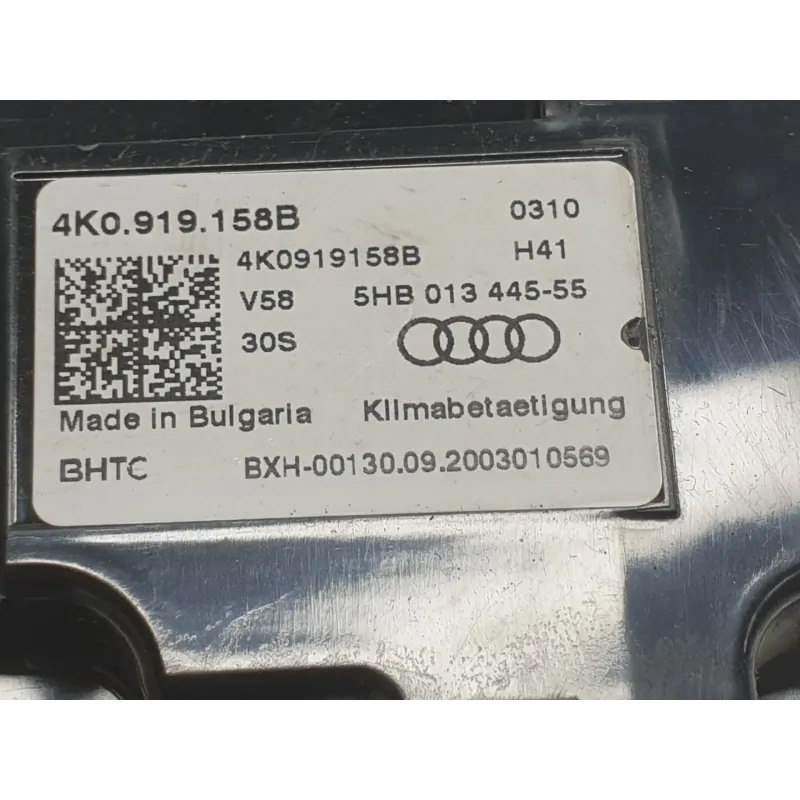 4K0.919.158B 0310
4K0919158B H41
V58 5HB 013 445-55
30S
Made in Bulgaria Klimabetaetigung
BHTC BXH-00130.09.2003010569